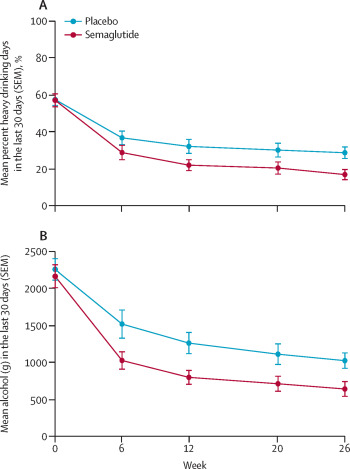 A
Placebo
Semaglutide
Mean percent heavy drinking days
in the last 30 days (SEM), %
100
80
60
40
20
0
B
Mean alcohol (g) in the last 30 days (SEM)
2500
2000
1500
1000
500
0
0 6 12 20 26
Week